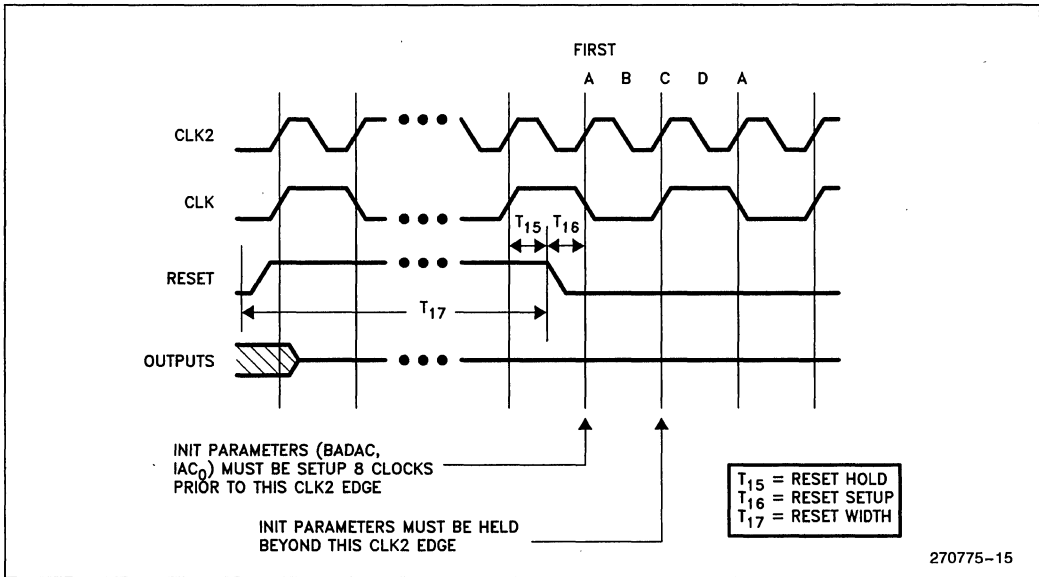 FIRST
A B C D A
CLK2
CLK
T15 T16
RESET
T17
OUTPUTS
INIT PARAMETERS (BADAC,
IAC0) MUST BE SETUP 8 CLOCKS
PRIOR TO THIS CLK2 EDGE
INIT PARAMETERS MUST BE HELD
BEYOND THIS CLK2 EDGE
T15 = RESET HOLD
T16 = RESET SETUP
T17 = RESET WIDTH
270775-15